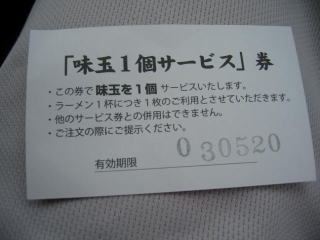 「味玉１個サービス」券
・この券で 味玉を１個 サービスいたします。
・ラーメン１杯につき１枚のご利用とさせていただきます。
・他のサービス券との併用はできません。
・ご注文の際にご提示ください。
有効期限 030520